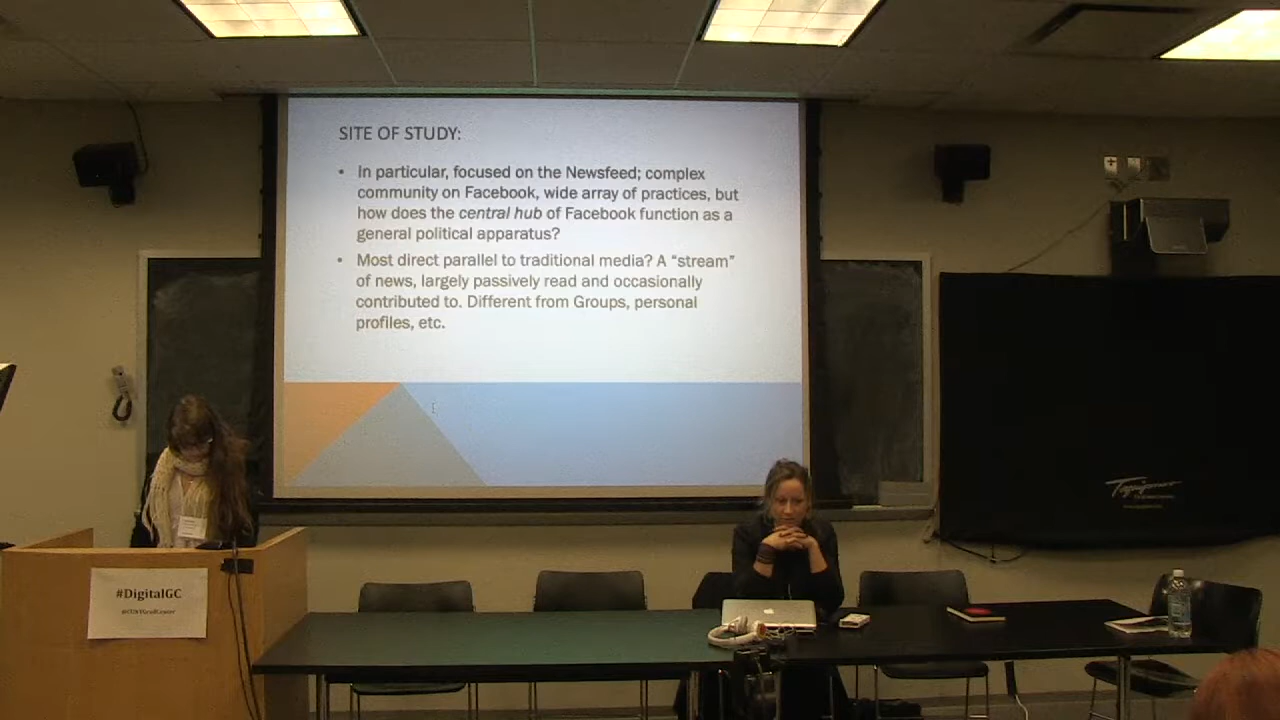 SITE OF STUDY:
• In particular, focused on the Newsfeed; complex
community on Facebook, wide array of practices, but
how does the central hub of Facebook function as a
general political apparatus?
• Most direct parallel to traditional media? A “stream”
of news, largely passively read and occasionally
contributed to. Different from Groups, personal
profiles, etc.
#DigitalGC